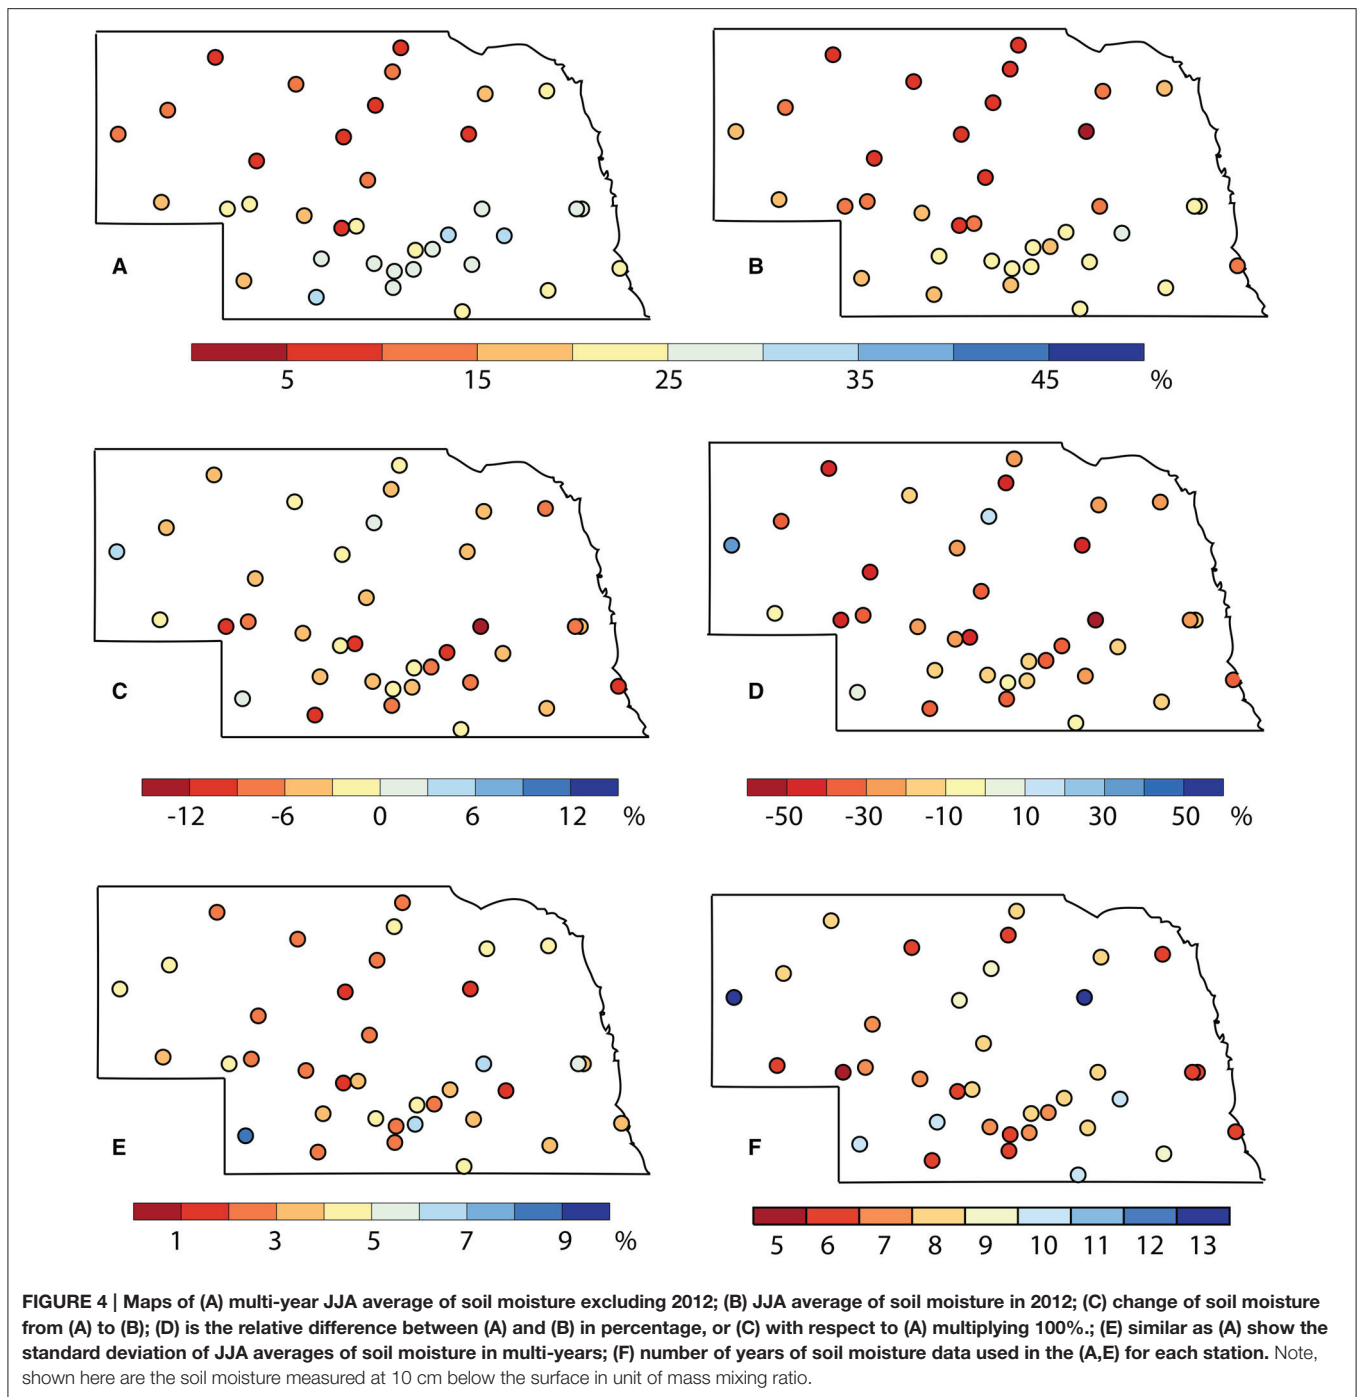 A
B
5 15 25 35 45 %
C
D
-12 -6 0 6 12 %
-50 -30 -10 10 30 50 %
E
F
1 3 5 7 9 %
5 6 7 8 9 10 11 12 13
FIGURE 4 | Maps of (A) multi-year JJA average of soil moisture excluding 2012; (B) JJA average of soil moisture in 2012; (C) change of soil moisture
from (A) to (B); (D) is the relative difference between (A) and (B) in percentage, or (C) with respect to (A) multiplying 100%.; (E) similar as (A) show the
standard deviation of JJA averages of soil moisture in multi-years; (F) number of years of soil moisture data used in the (A,E) for each station. Note,
shown here are the soil moisture measured at 10 cm below the surface in unit of mass mixing ratio.